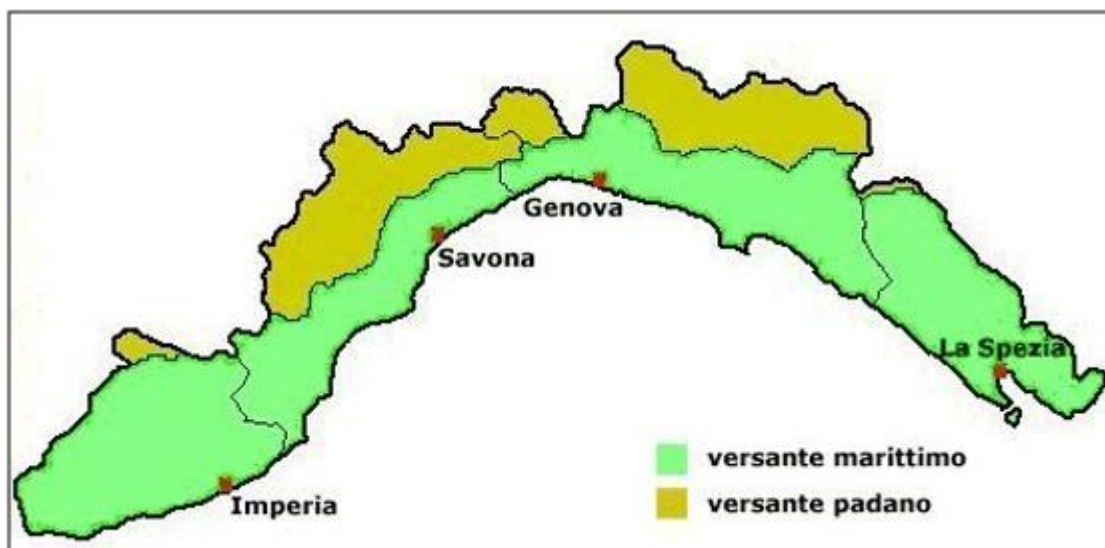 Genova
Savona
La Spezia
Imperia
versante marittimo
versante padano